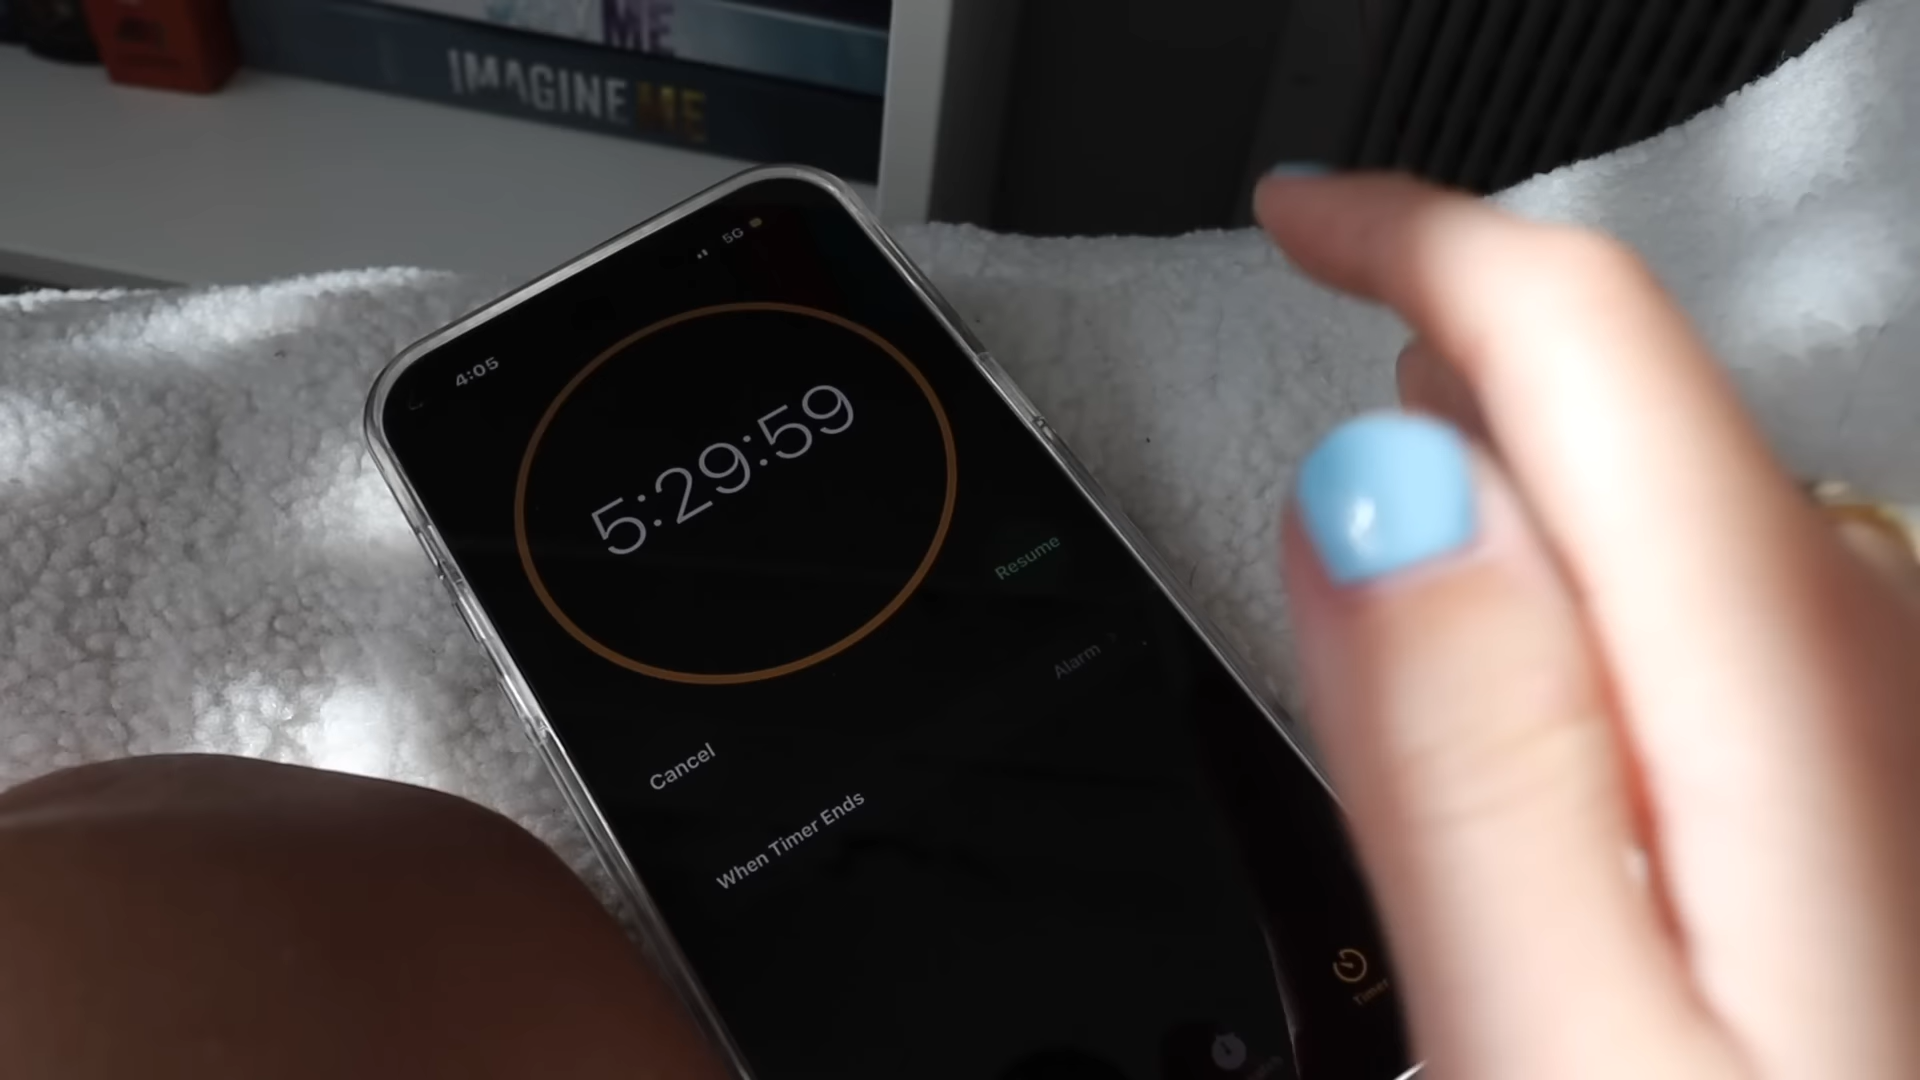 ME
IMAGINE ME
4:05
5G
5:29:59
Resume
Alarm
Cancel
When Timer Ends
Timer